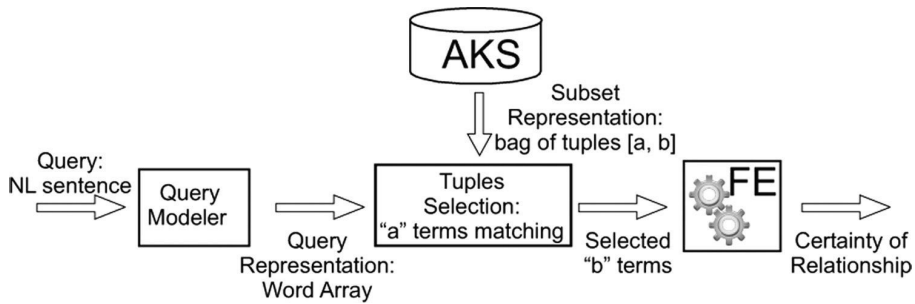 AKS
Subset
Representation:
bag of tuples [a, b]
Query:
NL sentence
Query
Modeler
Query
Representation:
Word Array
Tuples
Selection:
“a” terms matching
Selected
“b” terms
FE
Certainty of
Relationship